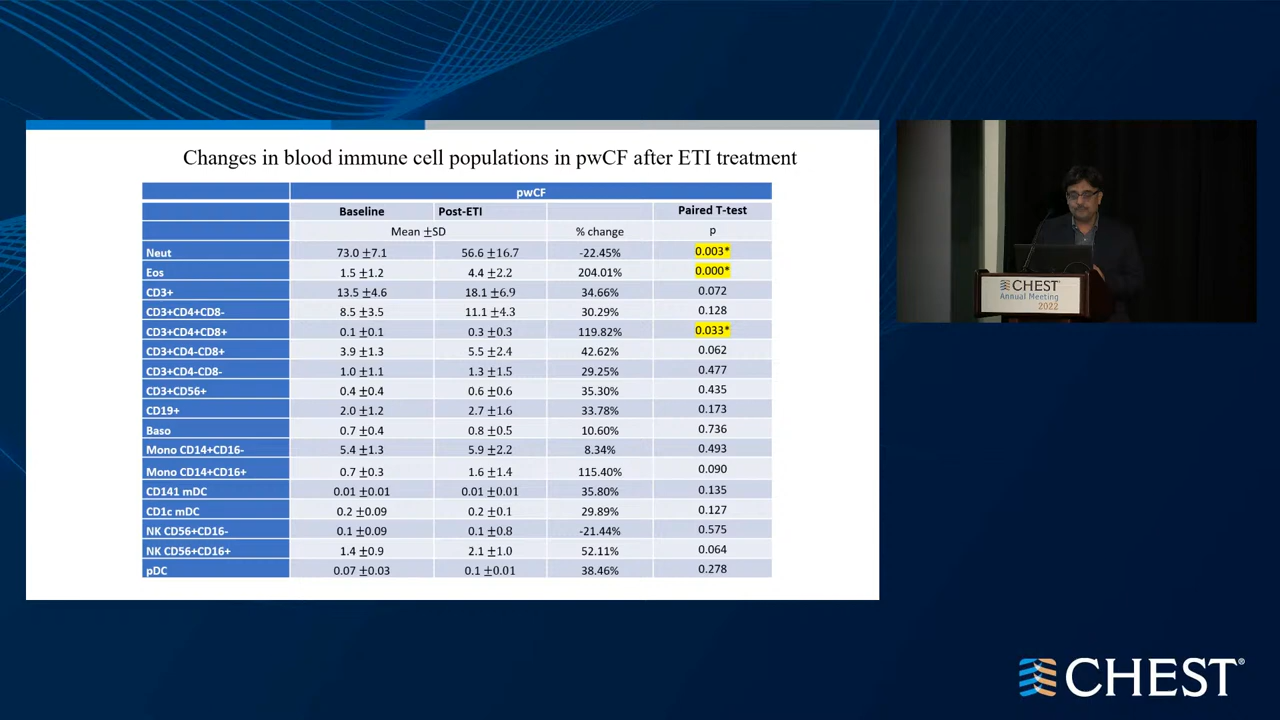 Changes in blood immune cell populations in pwCF after ETI treatment
pwCF
Baseline Post-ETI Paired T-test
Mean ±SD % change p
Neut 73.0 ±7.1 56.6 ±16.7 -22.45% 0.003*
Eos 1.5 ±1.2 4.4 ±2.2 204.01% 0.000*
CD3+ 13.5 ±4.6 18.1 ±6.9 34.66% 0.072
CD3+CD4+CD8- 8.5 ±3.5 11.1 ±4.3 30.29% 0.128
CD3+CD4+CD8+ 0.1 ±0.1 0.3 ±0.3 119.82% 0.033*
CD3+CD4-CD8+ 3.9 ±1.3 5.5 ±2.4 42.62% 0.062
CD3+CD4-CD8- 1.0 ±1.1 1.3 ±1.5 29.25% 0.477
CD3+CD56+ 0.4 ±0.4 0.6 ±0.6 35.30% 0.435
CD19+ 2.0 ±1.2 2.7 ±1.6 33.78% 0.173
Baso 0.7 ±0.4 0.8 ±0.5 10.60% 0.736
Mono CD14+CD16- 5.4 ±1.3 5.9 ±2.2 8.34% 0.493
Mono CD14+CD16+ 0.7 ±0.3 1.6 ±1.4 115.40% 0.090
CD141 mDC 0.01 ±0.01 0.01 ±0.01 35.80% 0.135
CD1c mDC 0.2 ±0.09 0.2 ±0.1 29.89% 0.127
NK CD56+CD16- 0.1 ±0.09 0.1 ±0.8 -21.44% 0.575
NK CD56+CD16+ 1.4 ±0.9 2.1 ±1.0 52.11% 0.064
pDC 0.07 ±0.03 0.1 ±0.01 38.46% 0.278
CHEST
Annual Meeting
2022
CHEST®